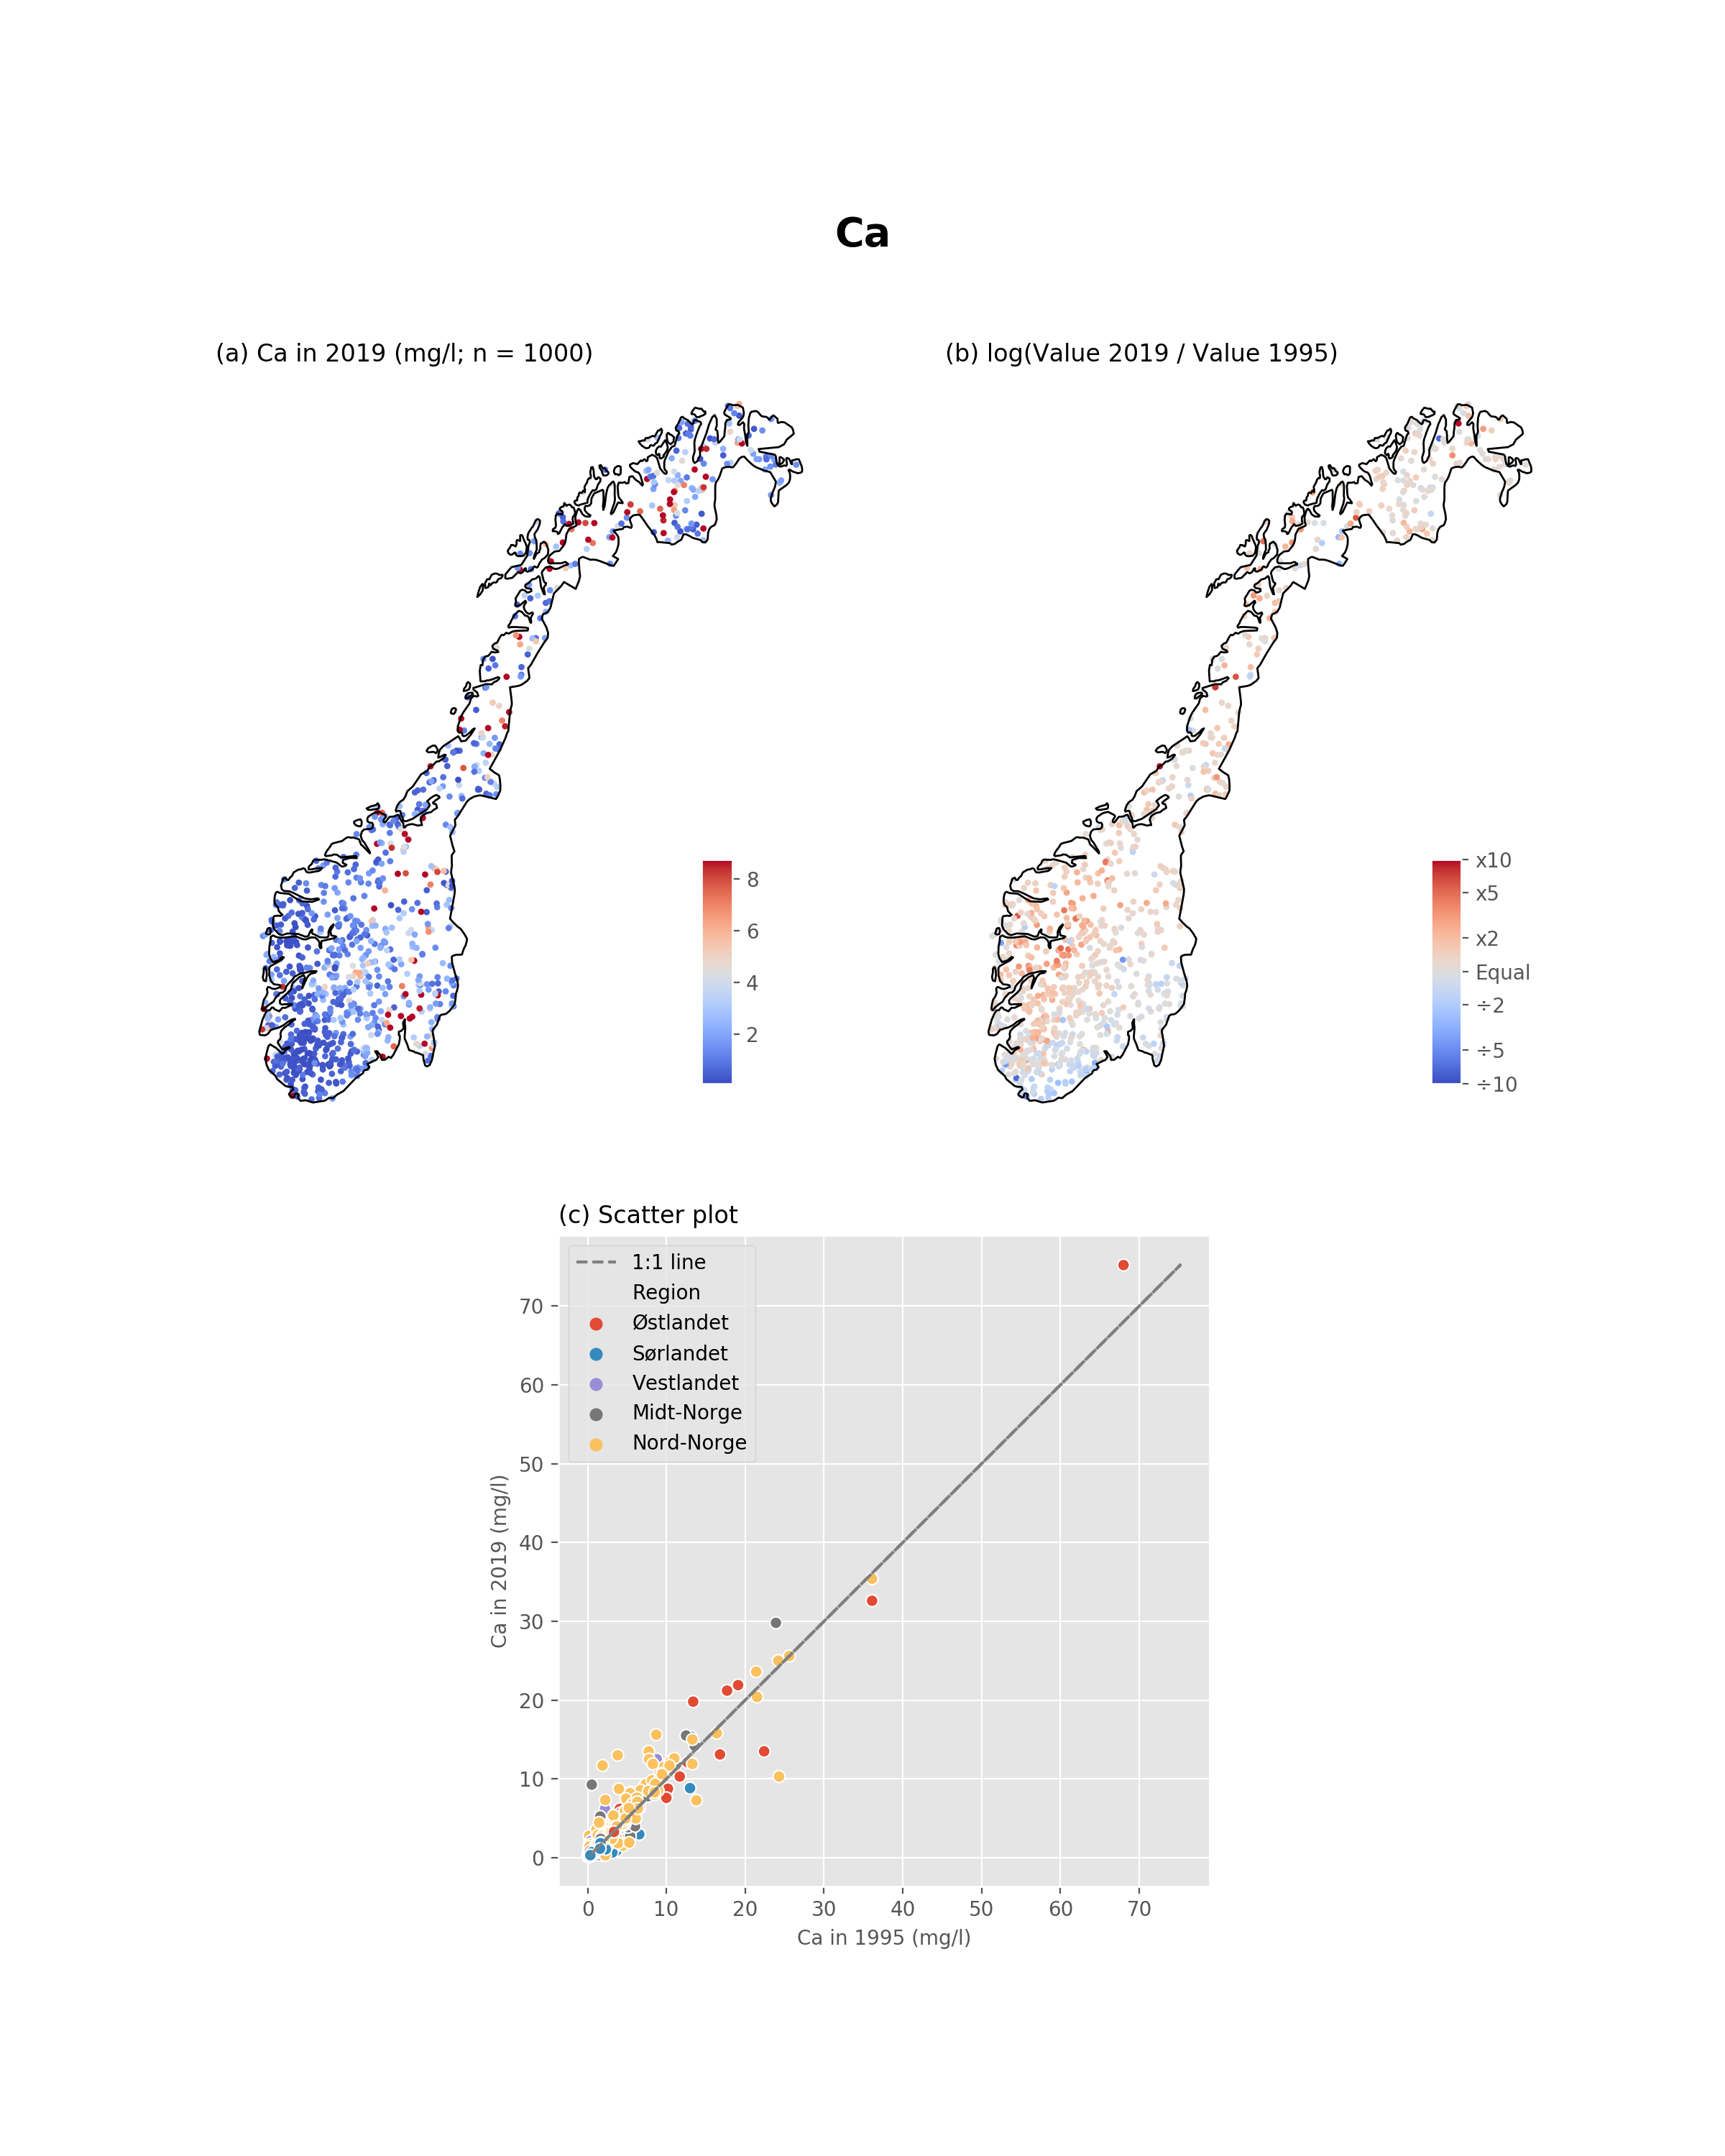 Ca
(a) Ca in 2019 (mg/l; n = 1000)
8
6
4
2
(b) log(Value 2019 / Value 1995)
x10
x5
x2
Equal
÷2
÷5
÷10
(c) Scatter plot
1:1 line
Region
Østlandet
Sørlandet
Vestlandet
Midt-Norge
Nord-Norge
Ca in 2019 (mg/l)
70
60
50
40
30
20
10
0
0 10 20 30 40 50 60 70
Ca in 1995 (mg/l)